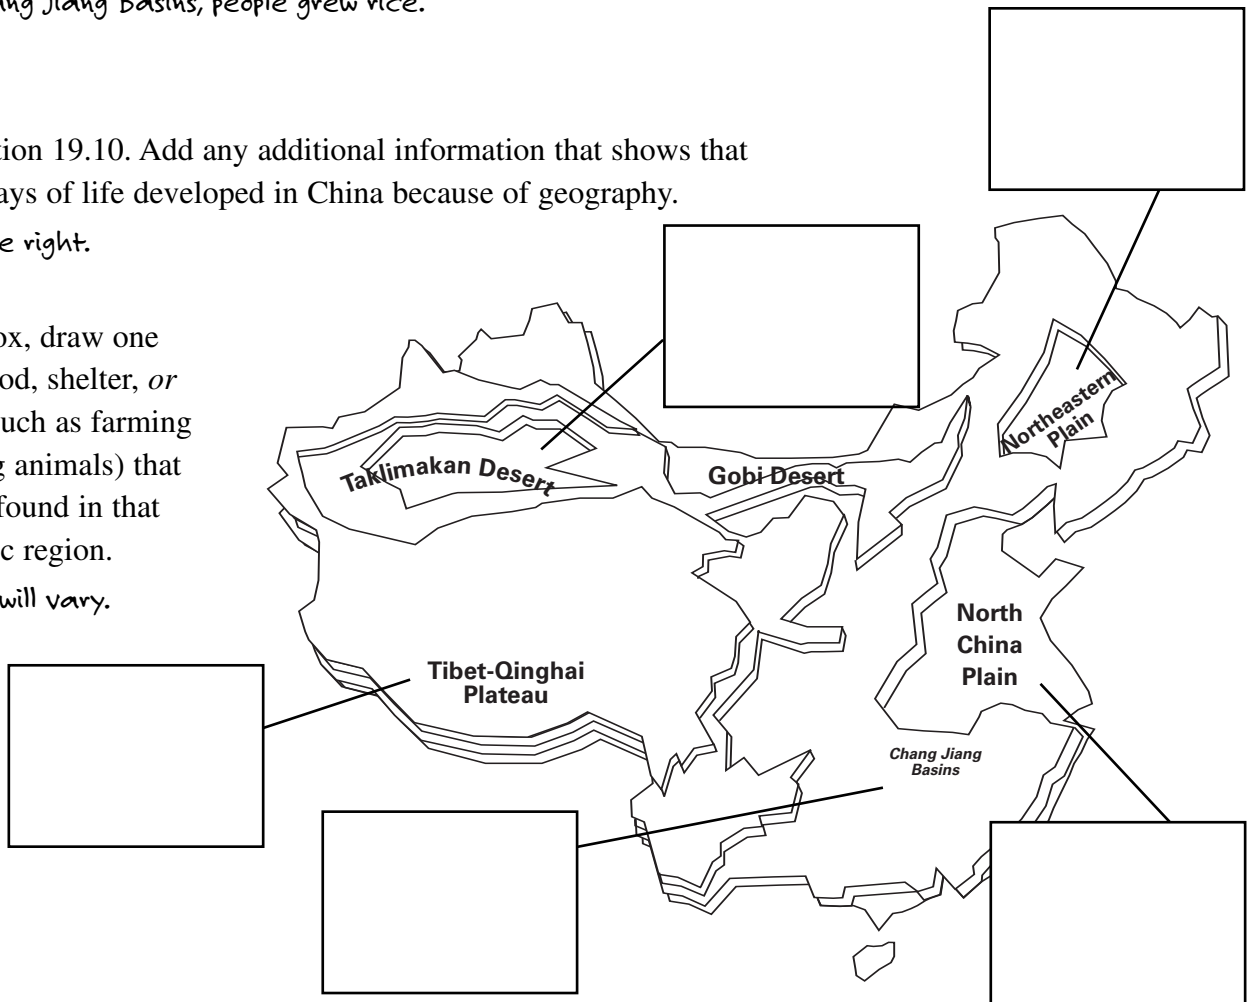 ang Jiang Basins, people grew rice.
tion 19.10. Add any additional information that shows that
ays of life developed in China because of geography.
e right.
ox, draw one
od, shelter, or
uch as farming
g animals) that
found in that
c region.
will vary.
Taklimakan Desert
Gobi Desert
Northeastern
Plain
North
China
Plain
Tibet-Qinghai
Plateau
Chang Jiang
Basins